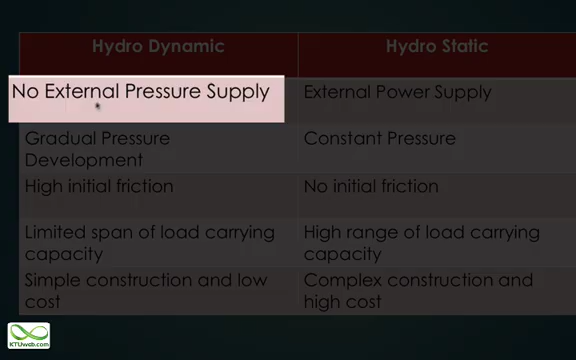 Hydro Dynamic
Hydro Static
No External Pressure Supply
External Power Supply
Gradual Pressure
Development
Constant Pressure
High initial friction
No initial friction
Limited span of load carrying
capacity
High range of load carrying
capacity
Simple construction and low
cost
Complex construction and
high cost
KTUweb.com